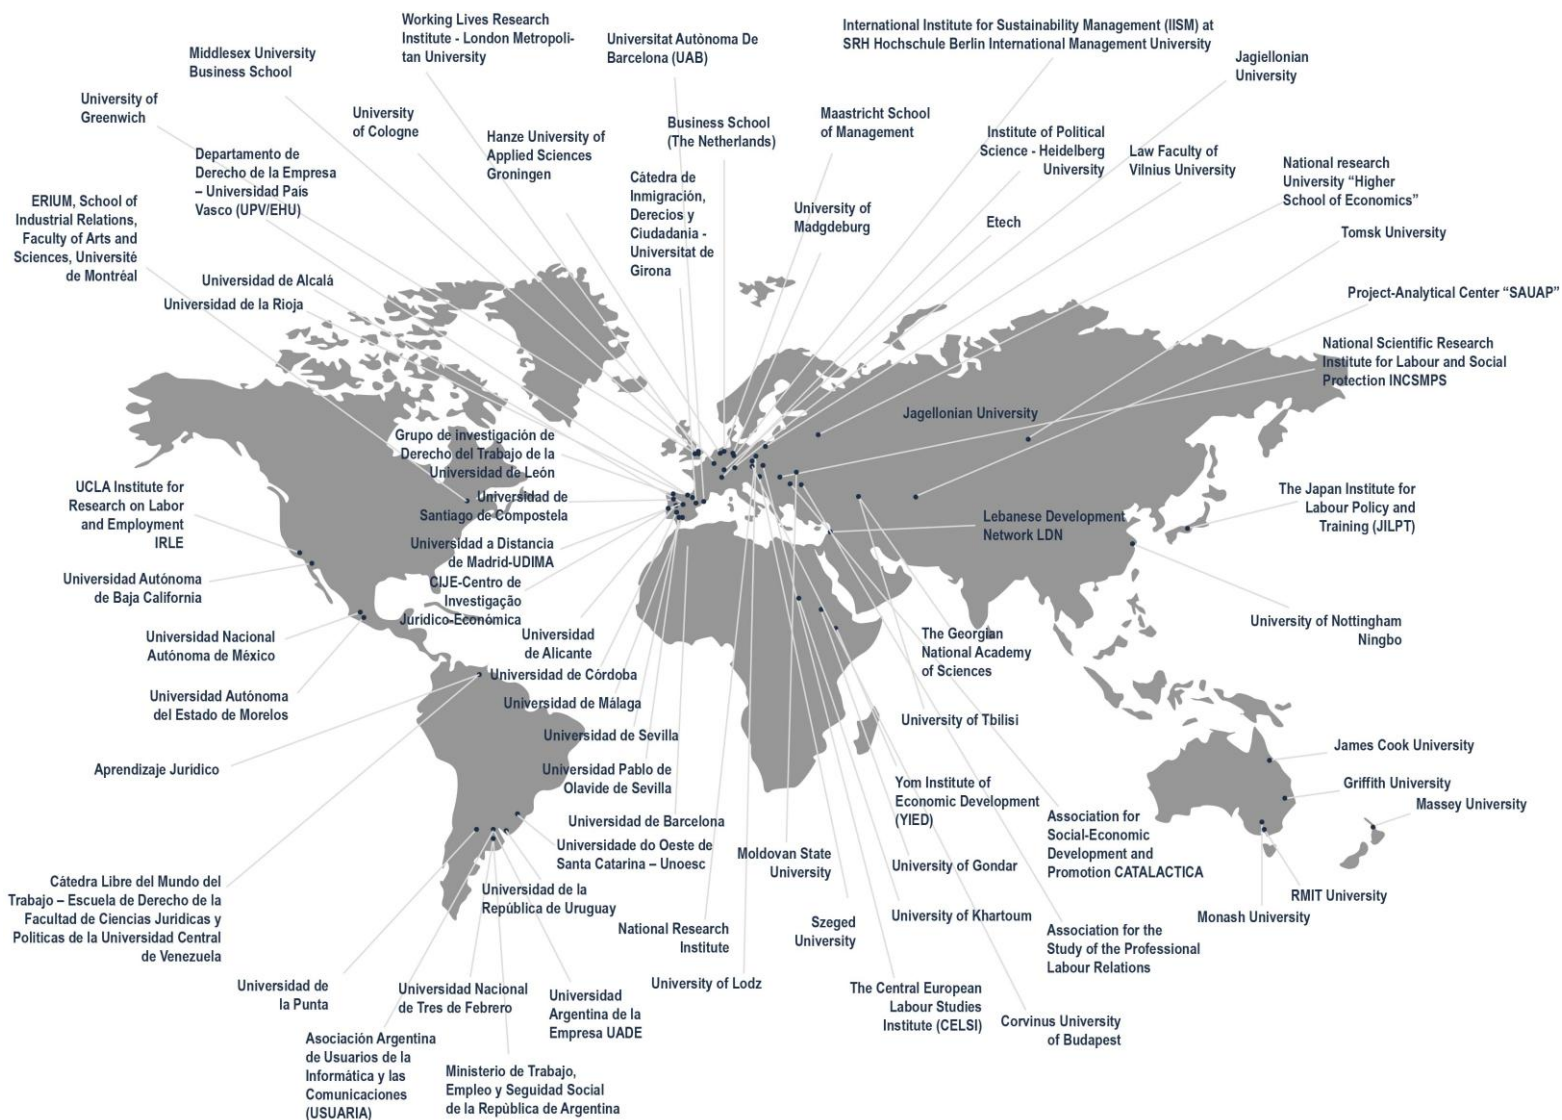 Working Lives Research
Institute - London Metropoli-
tan University
Universitat Autònoma De
Barcelona (UAB)
International Institute for Sustainability Management (IISM) at
SRH Hochschule Berlin International Management University
Middlesex University
Business School
Jagiellonian
University
University of
Greenwich
University
of Cologne
Hanze University of
Applied Sciences
Groningen
Business School
(The Netherlands)
Maastricht School
of Management
Institute of Political
Science - Heidelberg
University
Law Faculty of
Vilnius University
National research
University “Higher
School of Economics”
Departamento de
Derecho de la Empresa
– Universidad País
Vasco (UPV/EHU)
Cátedra de
Inmigración,
Derecios y
Ciudadania -
Universitat de
Girona
University of
Madgdeburg
Etech
Tomsk University
ERIUM, School of
Industrial Relations,
Faculty of Arts and
Sciences, Université
de Montréal
Universidad de Alcalá
Universidad de la Rioja
Project-Analytical Center “SAUAP”
National Scientific Research
Institute for Labour and Social
Protection INCSMPS
Jagellonian University
Grupo de investigación de
Derecho del Trabajo de la
Universidad de León
UCLA Institute for
Research on Labor
and Employment
IRLE
Universidad de
Santiago de Compostela
The Japan Institute for
Labour Policy and
Training (JILPT)
Lebanese Development
Network LDN
Universidad a Distancia
de Madrid-UDIMA
Universidad Autónoma
de Baja California
CIJE-Centro de
Investigação
Jurídico-Económica
University of Nottingham
Ningbo
Universidad Nacional
Autónoma de México
Universidad
de Alicante
The Georgian
National Academy
of Sciences
Universidad de Córdoba
Universidad Autónoma
del Estado de Morelos
Universidad de Málaga
University of Tbilisi
Universidad de Sevilla
James Cook University
Aprendizaje Jurídico
Universidad Pablo de
Olavide de Sevilla
Yom Institute of
Economic Development
(YIED)
Griffith University
Massey University
Universidad de Barcelona
Association for
Social-Economic
Development and
Promotion CATALACTICA
Universidade do Oeste de
Santa Catarina – Unoesc
Moldovan State
University
University of Gondar
Cátedra Libre del Mundo del
Trabajo – Escuela de Derecho de la
Facultad de Ciencias Juridicas y
Politicas de la Universidad Central
de Venezuela
Universidad de la
Repùblica de Uruguay
RMIT University
Monash University
National Research
Institute
Szeged
University
University of Khartoum
Association for the
Study of the Professional
Labour Relations
Universidad de
la Punta
Universidad Nacional
de Tres de Febrero
Universidad
Argentina de la
Empresa UADE
University of Lodz
The Central European
Labour Studies
Institute (CELSI)
Corvinus University
of Budapest
Asociación Argentina
de Usuarios de la
Informática y las
Comunicaciones
(USUARIA)
Ministerio de Trabajo,
Empleo y Seguidad Social
de la Repùblica de Argentina